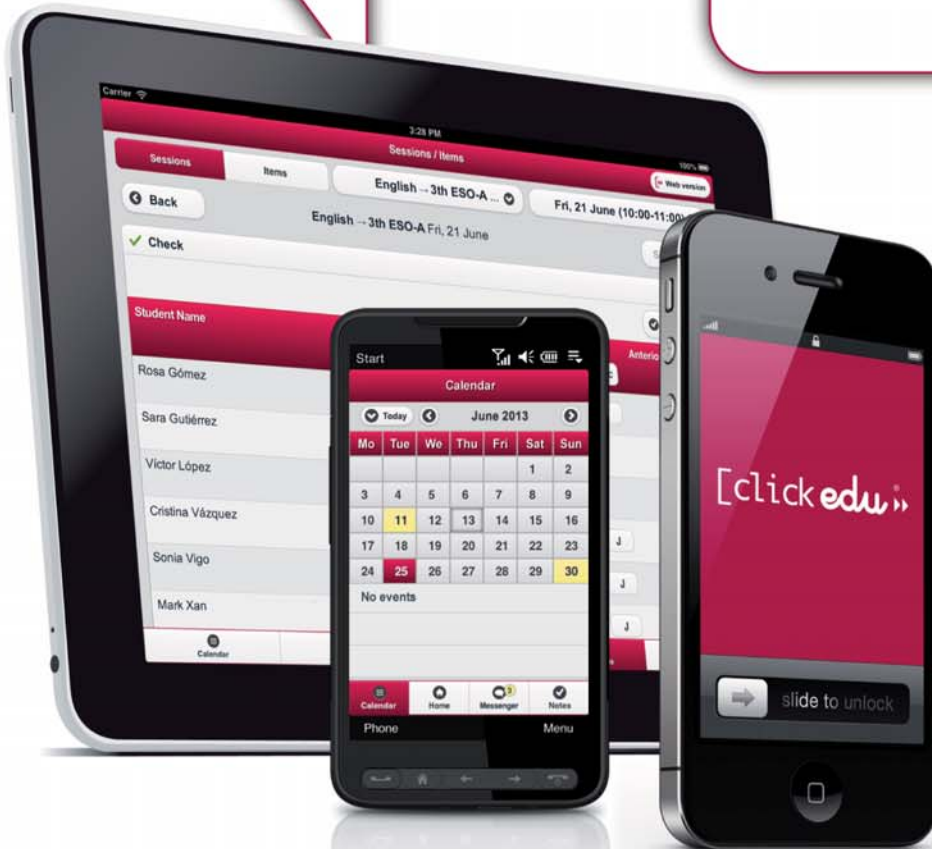 Carrier
3:28 PM
100%
Sessions / Items
Web version
Sessions
Items
English → 3th ESO-A ...
Fri, 21 June (10:00-11:00)
Back
English → 3th ESO-A Fri, 21 June
Check
Student Name
Rosa Gómez
Sara Gutiérrez
Víctor López
Cristina Vázquez
Sonia Vigo
Mark Xan
J
J
J
Calendar
Start
Calendar
Today
June 2013
Mo Tue We Thu Fri Sat Sun
1 2
3 4 5 6 7 8 9
10 11 12 13 14 15 16
17 18 19 20 21 22 23
24 25 26 27 28 29 30
No events
3
Calendar Home Messenger Notes
Phone Menu
[click edu
slide to unlock